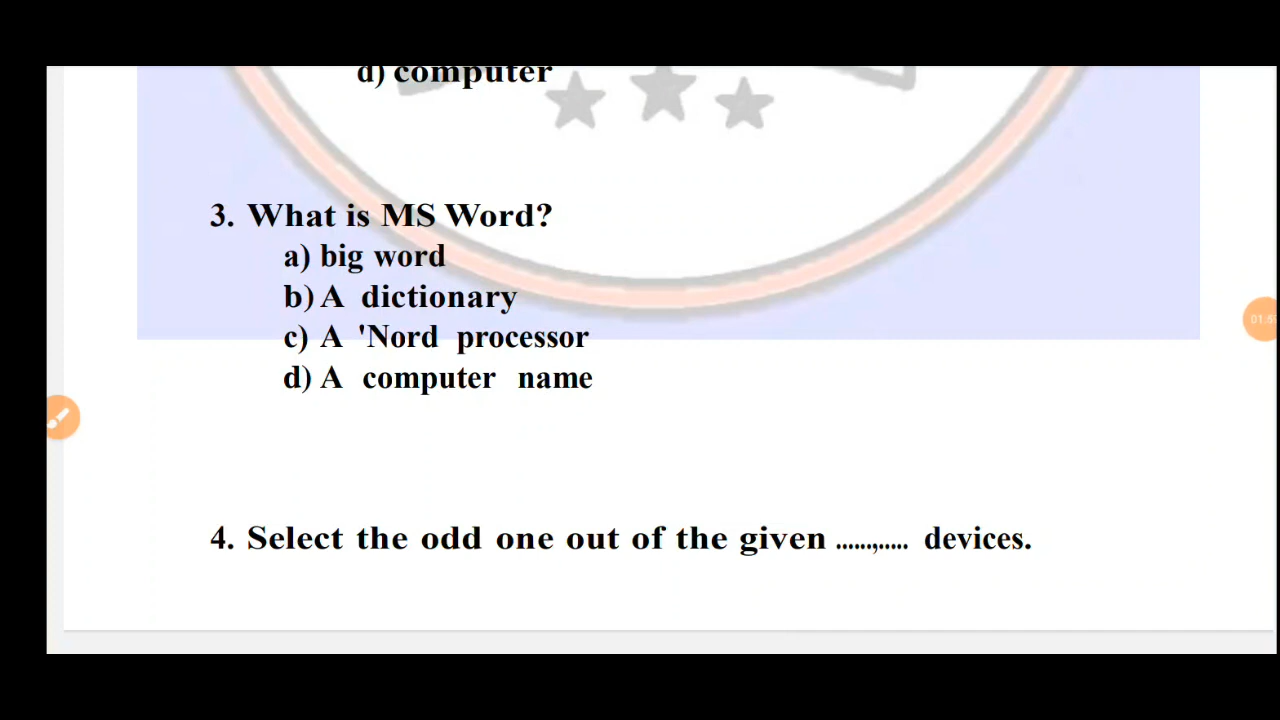 d) computer
3. What is MS Word?
a) big word
b) A dictionary
c) A 'Nord processor
d) A computer name
4. Select the odd one out of the given ......,..... devices.